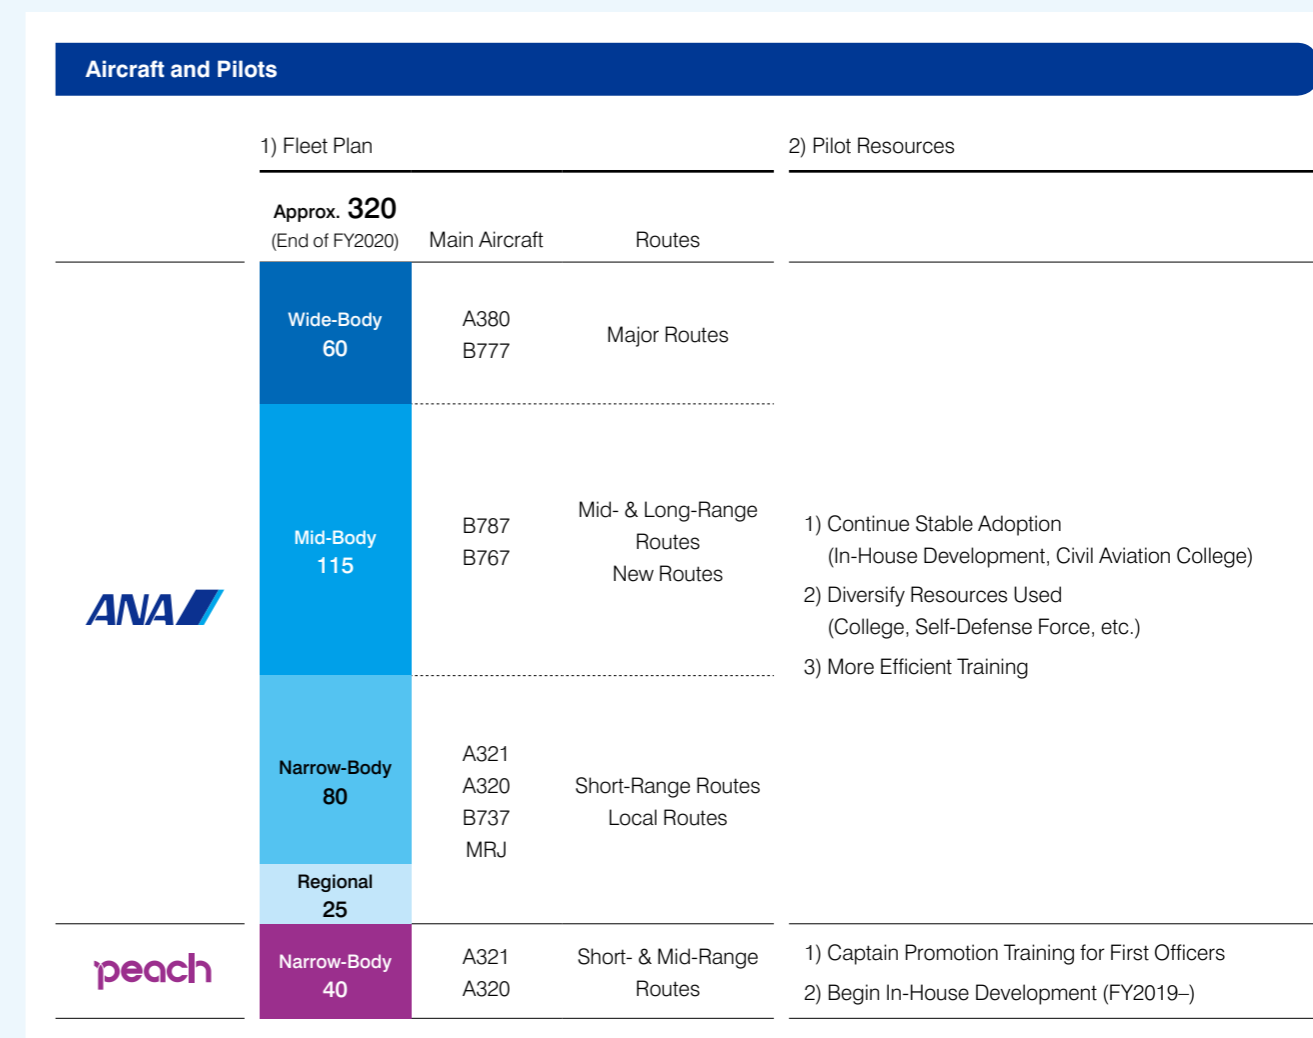 Aircraft and Pilots
1) Fleet Plan
2) Pilot Resources
Approx. 320
(End of FY2020)
Main Aircraft
Routes
ANA
Wide-Body
60
A380
B777
Major Routes
Mid-Body
115
B787
B767
Mid- & Long-Range
Routes
New Routes
Narrow-Body
80
A321
A320
B737
MRJ
Short-Range Routes
Local Routes
Regional
25
1) Continue Stable Adoption
(In-House Development, Civil Aviation College)
2) Diversify Resources Used
(College, Self-Defense Force, etc.)
3) More Efficient Training
peach
Narrow-Body
40
A321
A320
Short- & Mid-Range
Routes
1) Captain Promotion Training for First Officers
2) Begin In-House Development (FY2019–)